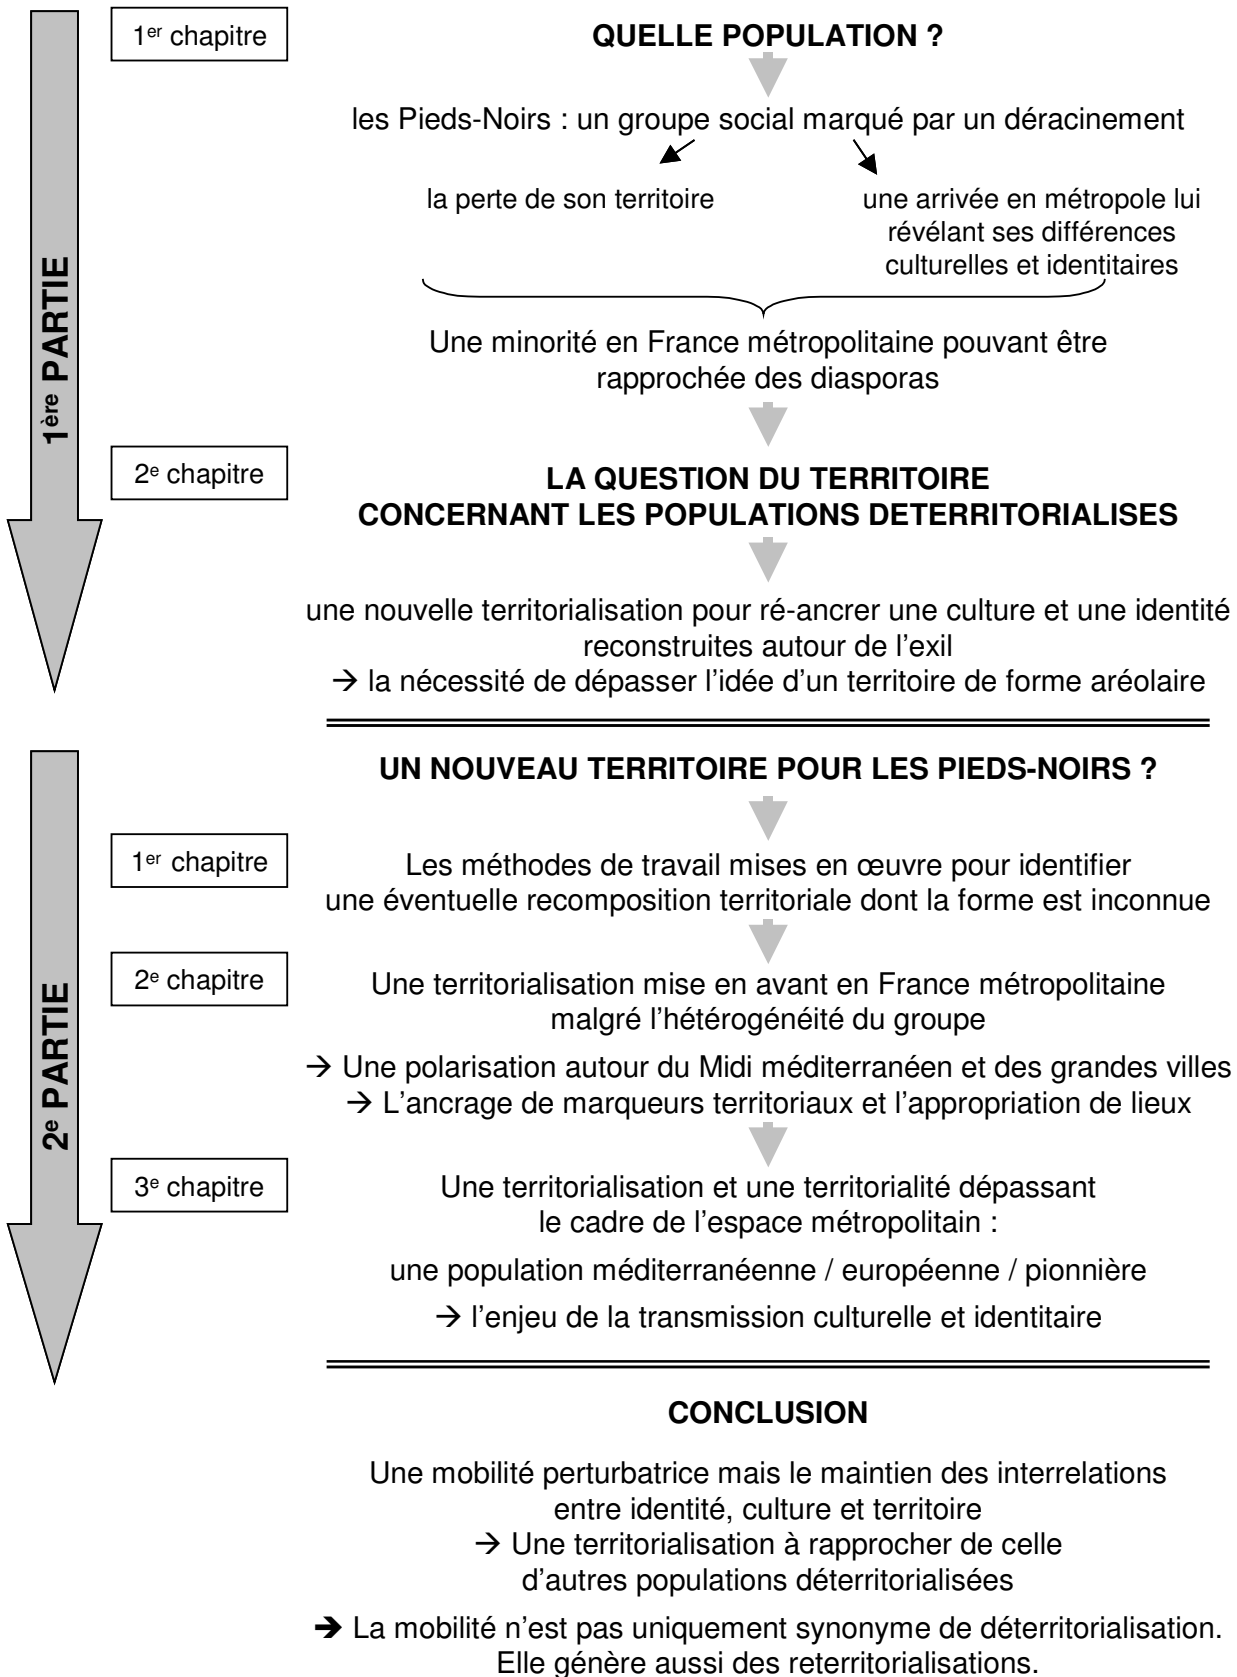 1ère PARTIE
1er chapitre
QUELLE POPULATION ?
les Pieds-Noirs : un groupe social marqué par un déracinement
la perte de son territoire
une arrivée en métropole lui
révélant ses différences
culturelles et identitaires
Une minorité en France métropolitaine pouvant être
rapprochée des diasporas
2e chapitre
LA QUESTION DU TERRITOIRE
CONCERNANT LES POPULATIONS DETERRITORIALISES
une nouvelle territorialisation pour ré-ancrer une culture et une identité
reconstruites autour de l’exil
→ la nécessité de dépasser l’idée d’un territoire de forme aréolaire
2e PARTIE
UN NOUVEAU TERRITOIRE POUR LES PIEDS-NOIRS ?
1er chapitre
Les méthodes de travail mises en œuvre pour identifier
une éventuelle recomposition territoriale dont la forme est inconnue
2e chapitre
Une territorialisation mise en avant en France métropolitaine
malgré l’hétérogénéité du groupe
→ Une polarisation autour du Midi méditerranéen et des grandes villes
→ L’ancrage de marqueurs territoriaux et l’appropriation de lieux
3e chapitre
Une territorialisation et une territorialité dépassant
le cadre de l’espace métropolitain :
une population méditerranéenne / européenne / pionnière
→ l’enjeu de la transmission culturelle et identitaire
CONCLUSION
Une mobilité perturbatrice mais le maintien des interrelations
entre identité, culture et territoire
→ Une territorialisation à rapprocher de celle
d’autres populations déterritorialisées
→ La mobilité n’est pas uniquement synonyme de déterritorialisation.
Elle génère aussi des reterritorialisations.